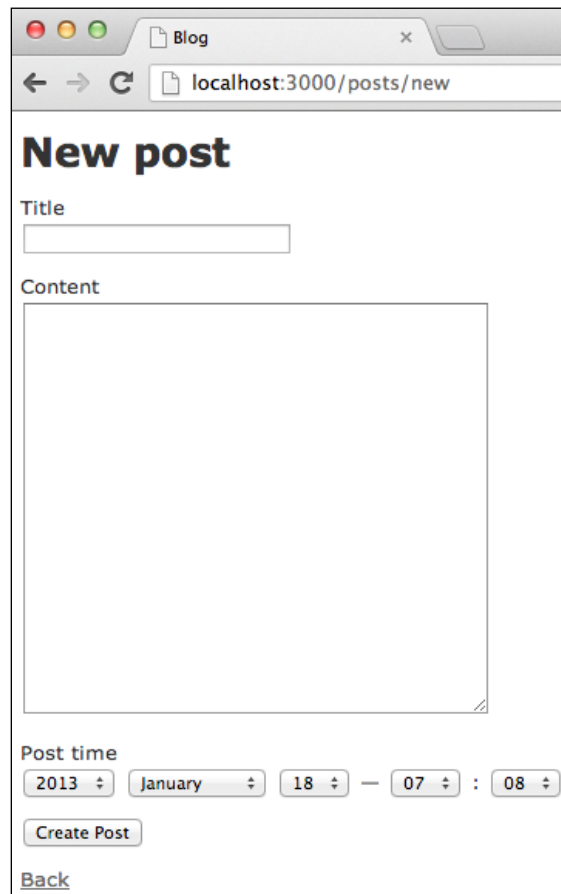 Blog
localhost:3000/posts/new
New post
Title
Content
Post time
2013 January 18 — 07 : 08
Create Post
Back